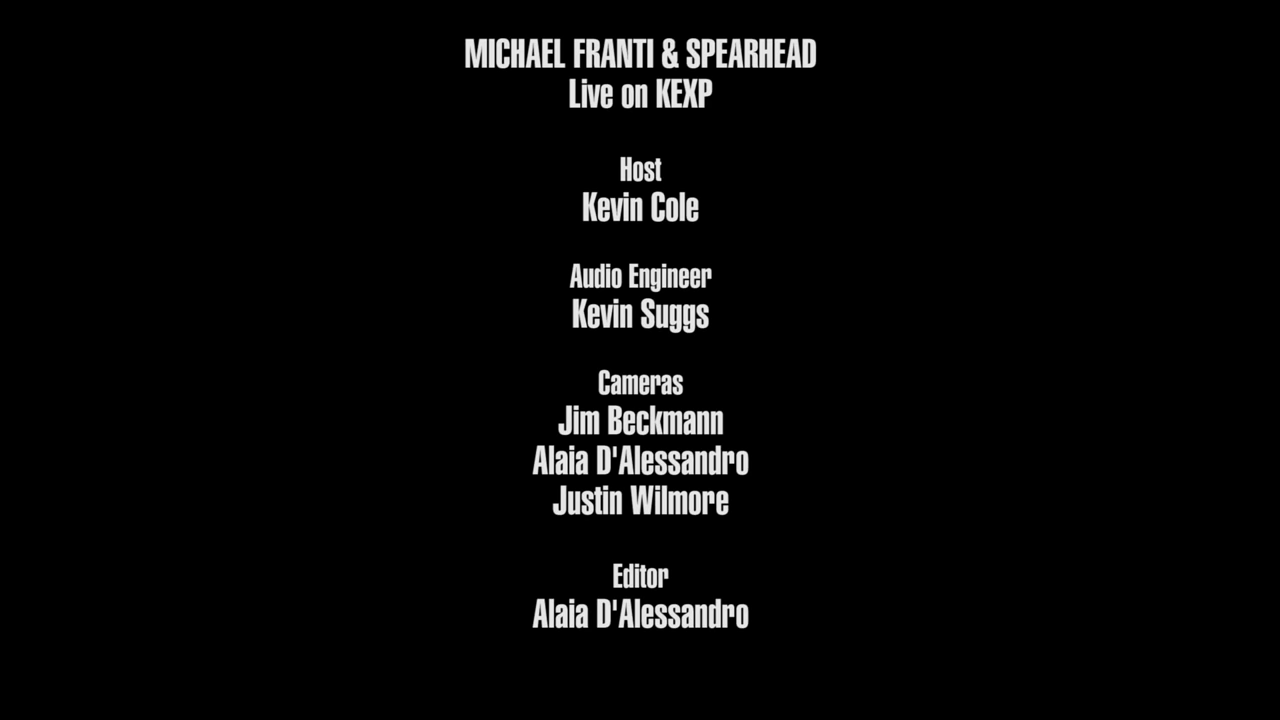 MICHAEL FRANTI & SPEARHEAD
Live on KEXP
Host
Kevin Cole
Audio Engineer
Kevin Suggs
Cameras
Jim Beckmann
Alaia D'Alessandro
Justin Wilmore
Editor
Alaia D'Alessandro